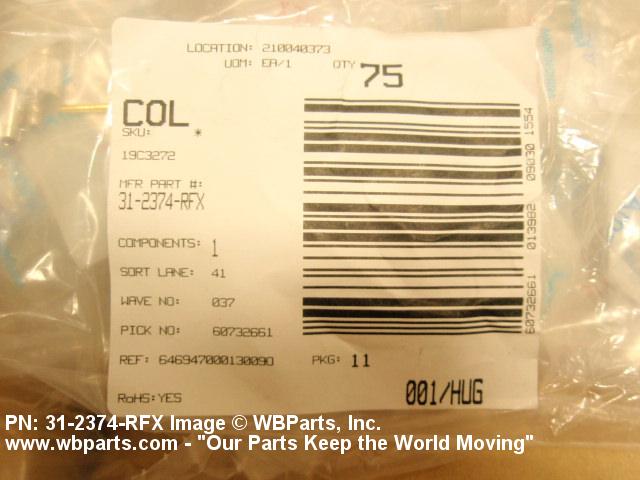 LOCATION: 210040373
UOM: EA/1 QTY 75
COL
SKU: *
19C3272
MFR PART #:
31-2374-RFX
COMPONENTS: 1
SORT LANE: 41
WAVE NO: 037
PICK NO: 60732661
REF: 646947000130090 PKG: 11
RoHS:YES 001/HUG
60732661 013982 09030 1554
PN: 31-2374-RFX Image © WBParts, Inc.
www.wbparts.com - "Our Parts Keep the World Moving"